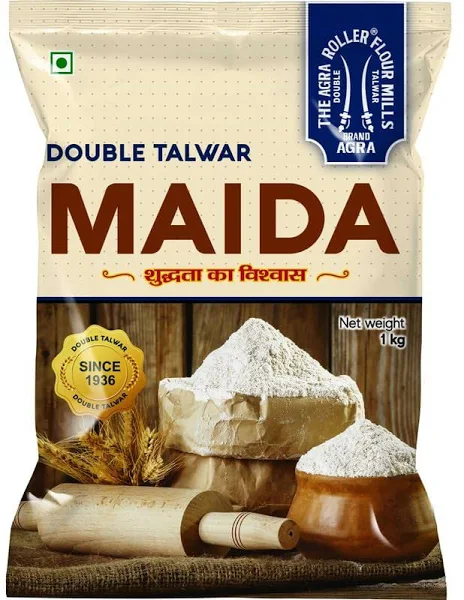 THE AGRA ROLLER FLOUR MILLS®
DOUBLE TALWAR
BRAND
AGRA
DOUBLE TALWAR
MAIDA
शुद्धता का विश्वास
Net weight
1 kg
DOUBLE TALWAR
SINCE
1936
DOUBLE TALWAR